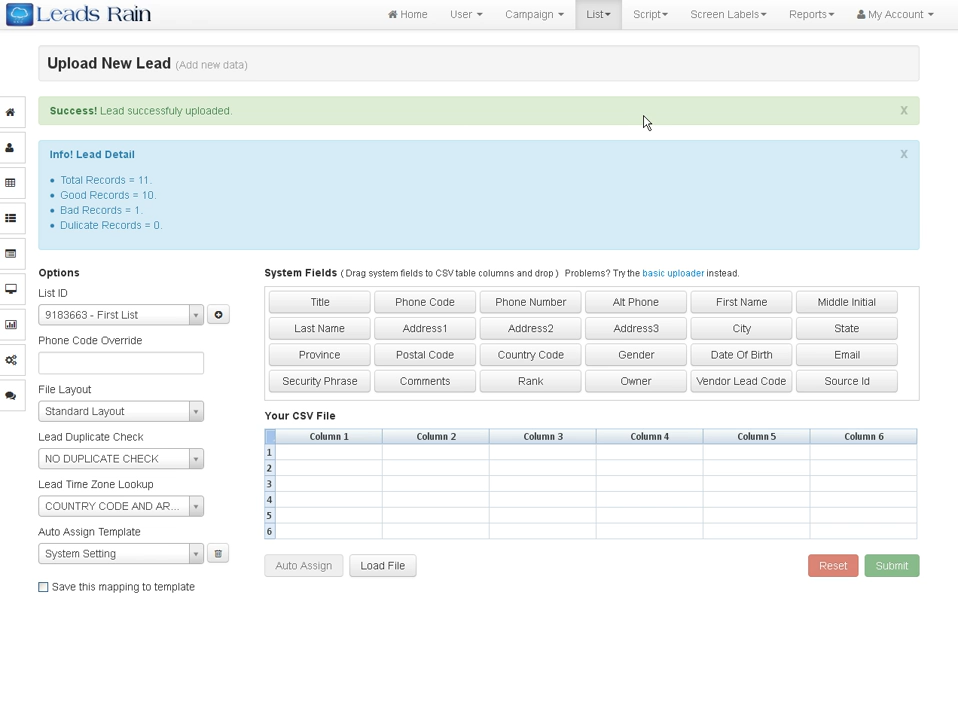 Leads Rain
Home User Campaign List Script Screen Labels Reports My Account
Upload New Lead (Add new data)
Success! Lead successfuly uploaded. X
Info! Lead Detail X
Total Records = 11.
Good Records = 10.
Bad Records = 1.
Dulicate Records = 0.
Options
List ID
9183663 - First List
Phone Code Override
File Layout
Standard Layout
Lead Duplicate Check
NO DUPLICATE CHECK
Lead Time Zone Lookup
COUNTRY CODE AND AR...
Auto Assign Template
System Setting
Save this mapping to template
System Fields ( Drag system fields to CSV table columns and drop ) Problems? Try the basic uploader instead.
Title Phone Code Phone Number Alt Phone First Name Middle Initial
Last Name Address1 Address2 Address3 City State
Province Postal Code Country Code Gender Date Of Birth Email
Security Phrase Comments Rank Owner Vendor Lead Code Source Id
Your CSV File
Column 1 Column 2 Column 3 Column 4 Column 5 Column 6
1
2
3
4
5
6
Auto Assign Load File Reset Submit